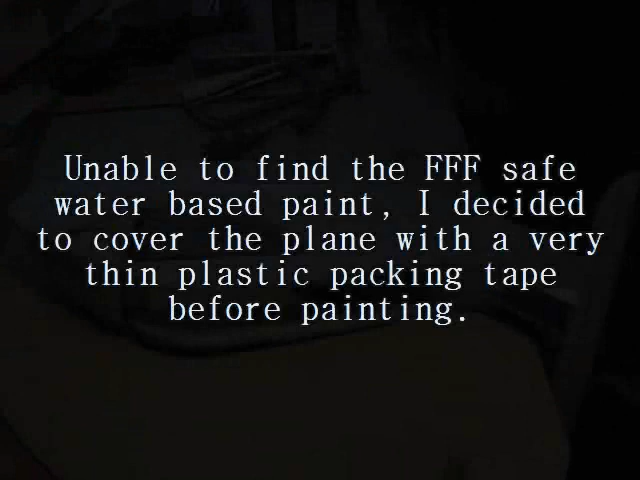 Unable to find the FFF safe
water based paint, I decided
to cover the plane with a very
thin plastic packing tape
before painting.